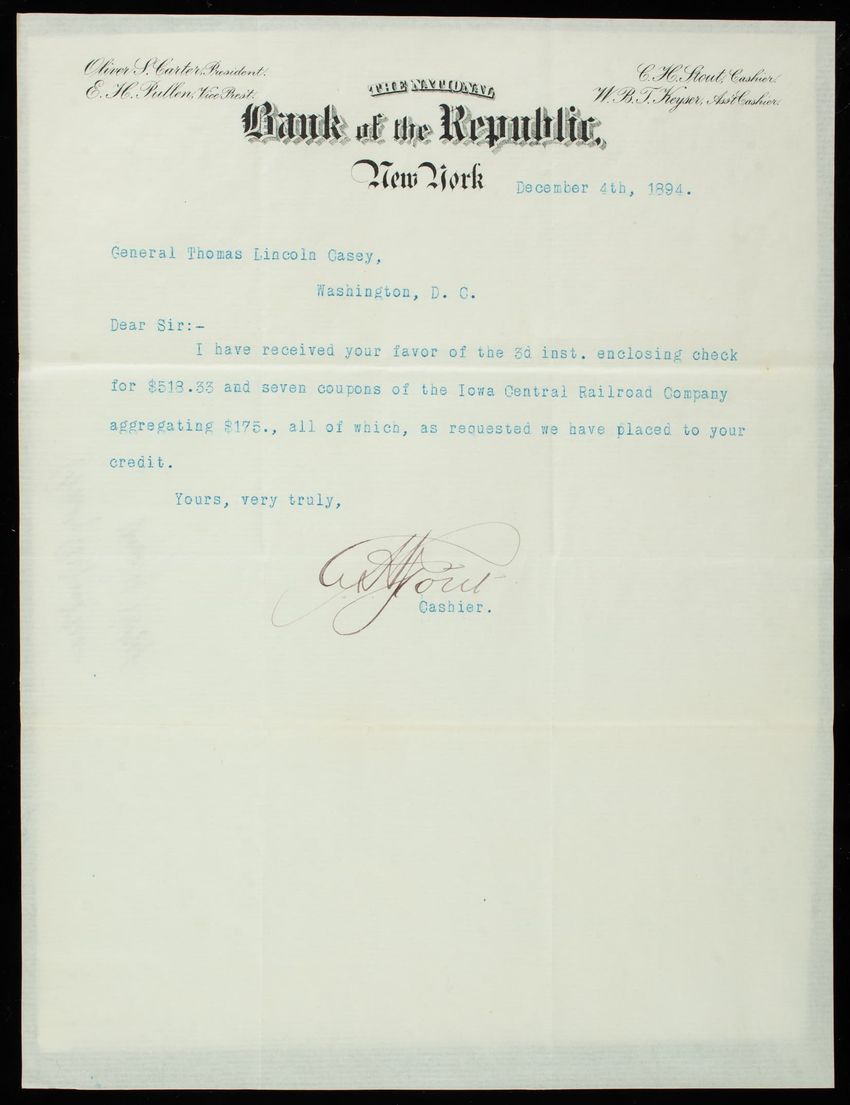 Oliver S. Carter, President.
E. H. Pullen, Vice Prest.
C. H. Stout, Cashier.
W. B. T. Keyser, Ass't Cashier.
THE NATIONAL
Bank of the Republic,
New York
December 4th, 1894.
General Thomas Lincoln Casey,
Washington, D. C.
Dear Sir:-
I have received your favor of the 3d inst. enclosing check
for $518.33 and seven coupons of the Iowa Central Railroad Company
aggregating $175., all of which, as requested we have placed to your
credit.
Yours, very truly,
C H Stout
Cashier.